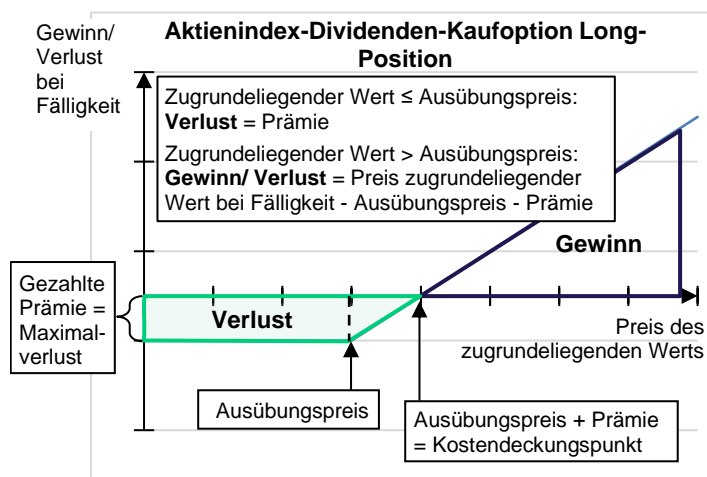 Gewinn/
Verlust
bei
Fälligkeit
Aktienindex-Dividenden-Kaufoption Long-
Position
Zugrundeliegender Wert ≤ Ausübungspreis:
Verlust = Prämie
Zugrundeliegender Wert > Ausübungspreis:
Gewinn/ Verlust = Preis zugrundeliegender
Wert bei Fälligkeit - Ausübungspreis - Prämie
Gewinn
Gezahlte
Prämie =
Maximal-
verlust
Verlust
Preis des
zugrundeliegenden Werts
Ausübungspreis
Ausübungspreis + Prämie
= Kostendeckungspunkt